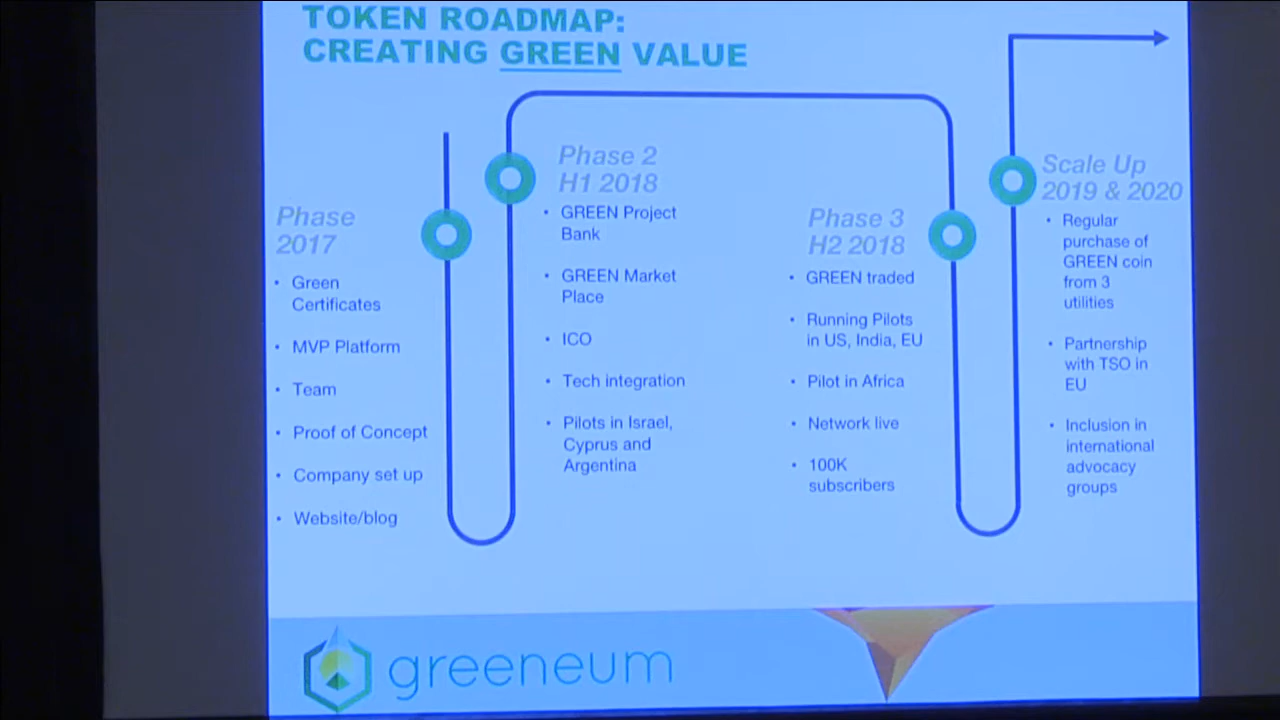 TOKEN ROADMAP:
CREATING GREEN VALUE
Phase
2017
• Green
Certificates
• MVP Platform
• Team
• Proof of Concept
• Company set up
• Website/blog
Phase 2
H1 2018
• GREEN Project
Bank
• GREEN Market
Place
• ICO
• Tech integration
• Pilots in Israel,
Cyprus and
Argentina
Phase 3
H2 2018
• GREEN traded
• Running Pilots
in US, India, EU
• Pilot in Africa
• Network live
• 100K
subscribers
Scale Up
2019 & 2020
• Regular
purchase of
GREEN coin
from 3
utilities
• Partnership
with TSO in
EU
• Inclusion in
international
advocacy
groups
greeneum